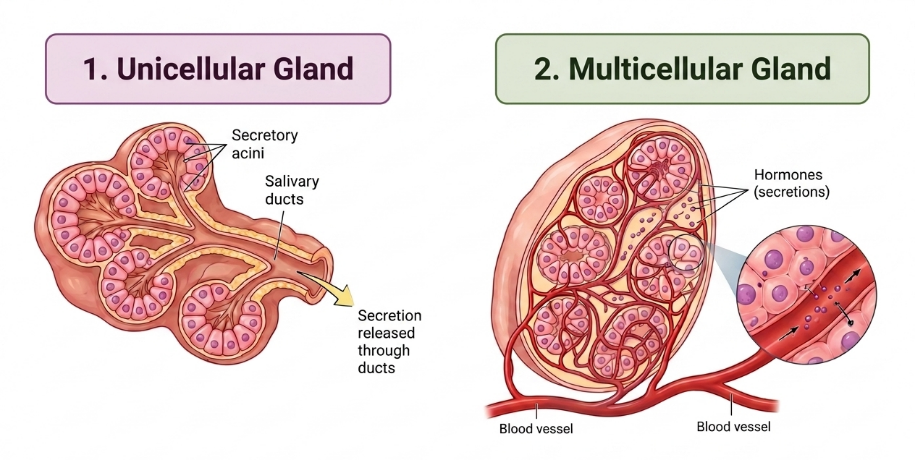 1. Unicellular Gland
2. Multicellular Gland
Secretory
acini
Salivary
ducts
Secretion
released
through
ducts
Hormones
(secretions)
Blood vessel
Blood vessel